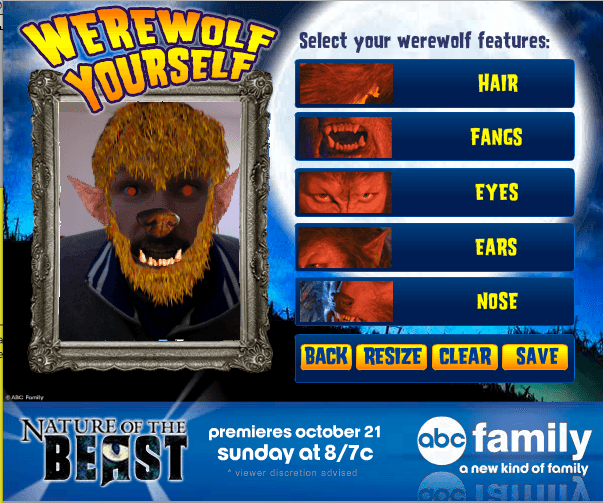 WEREWOLF
YOURSELF
Select your werewolf features:
HAIR
FANGS
EYES
EARS
NOSE
BACK RESIZE CLEAR SAVE
© ABC Family
NATURE OF THE
BEAST
premieres october 21
sunday at 8/7c
* viewer discretion advised
abc family
a new kind of family